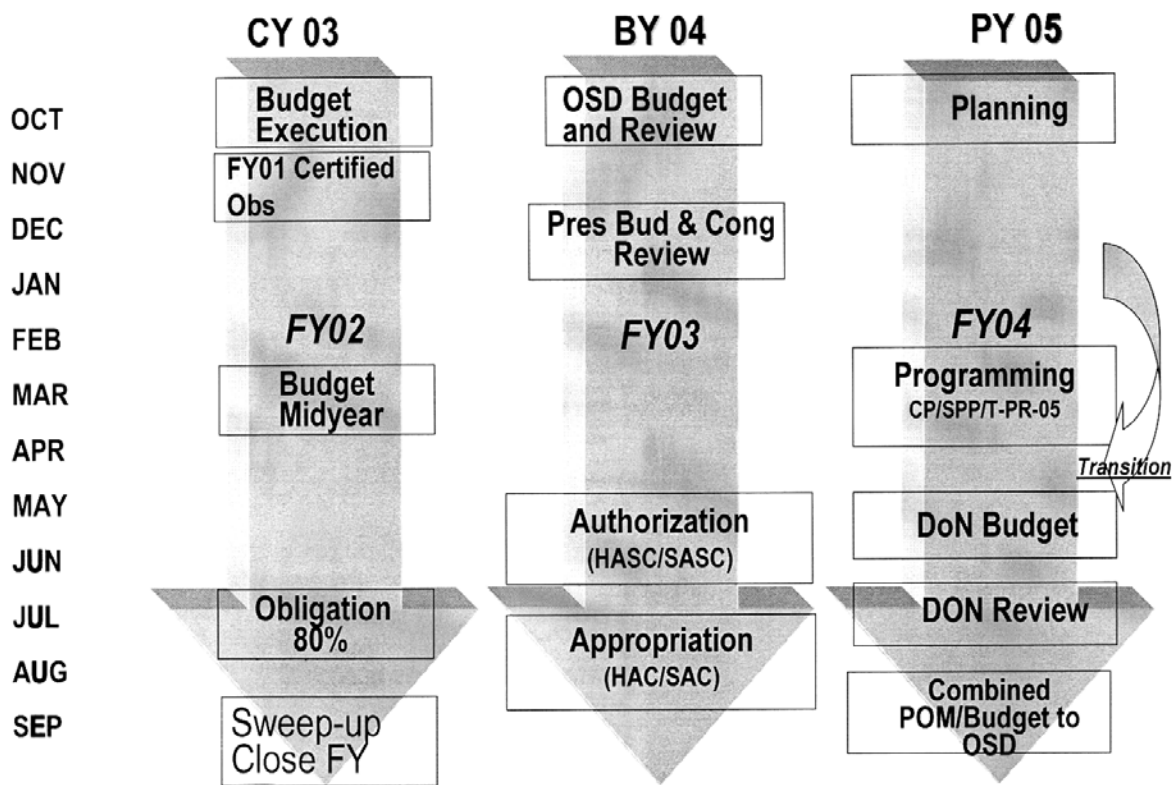 CY 03
BY 04
PY 05
OCT
NOV
DEC
JAN
FEB
MAR
APR
MAY
JUN
JUL
AUG
SEP
Budget
Execution
FY01 Certified
Obs
FY02
Budget
Midyear
Obligation
80%
Sweep-up
Close FY
OSD Budget
and Review
Pres Bud & Cong
Review
FY03
Authorization
(HASC/SASC)
Appropriation
(HAC/SAC)
Planning
FY04
Programming
CP/SPP/T-PR-05
Transition
DoN Budget
DON Review
Combined
POM/Budget to
OSD